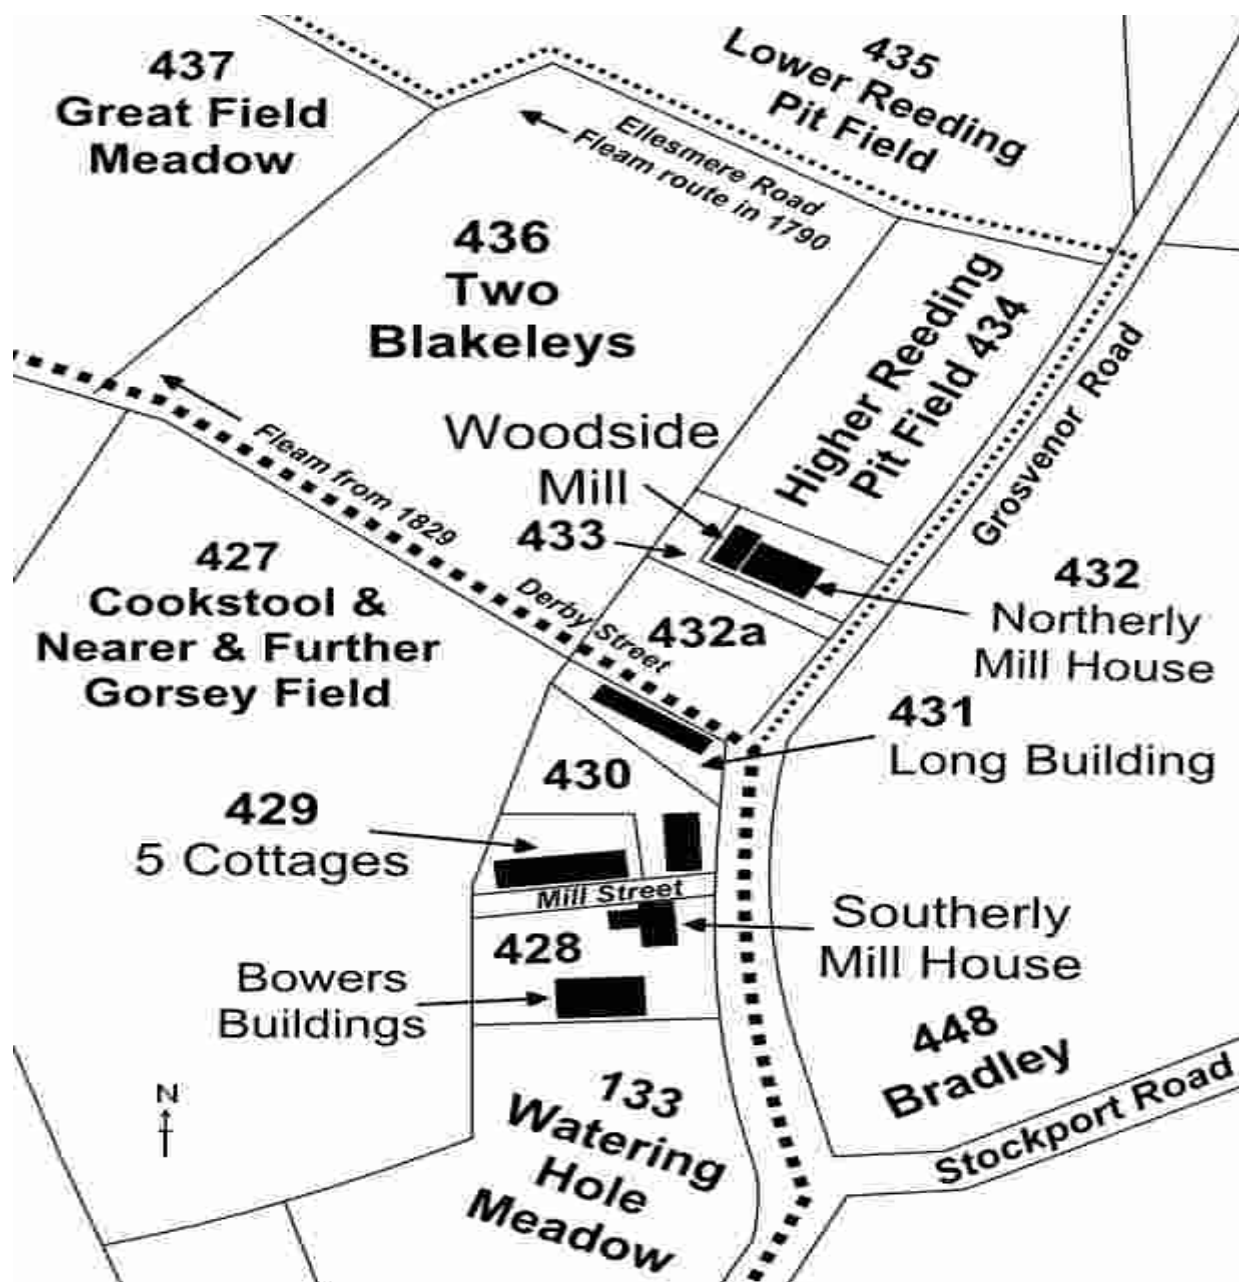 437
Great Field
Meadow
435
Lower Reeding
Pit Field
Ellesmere Road
Fleam route in 1790
436
Two
Blakeleys
Higher Reeding
Pit Field 434
Grosvenor Road
Woodside
Mill
Fleam from 1829
433
427
Cookstool &
Nearer & Further
Gorsey Field
Derby Street
432a
432
Northerly
Mill House
431
Long Building
430
429
5 Cottages
Mill Street
Southerly
Mill House
428
Bowers
Buildings
448
Bradley
Stockport Road
133
Watering
Hole
Meadow
N